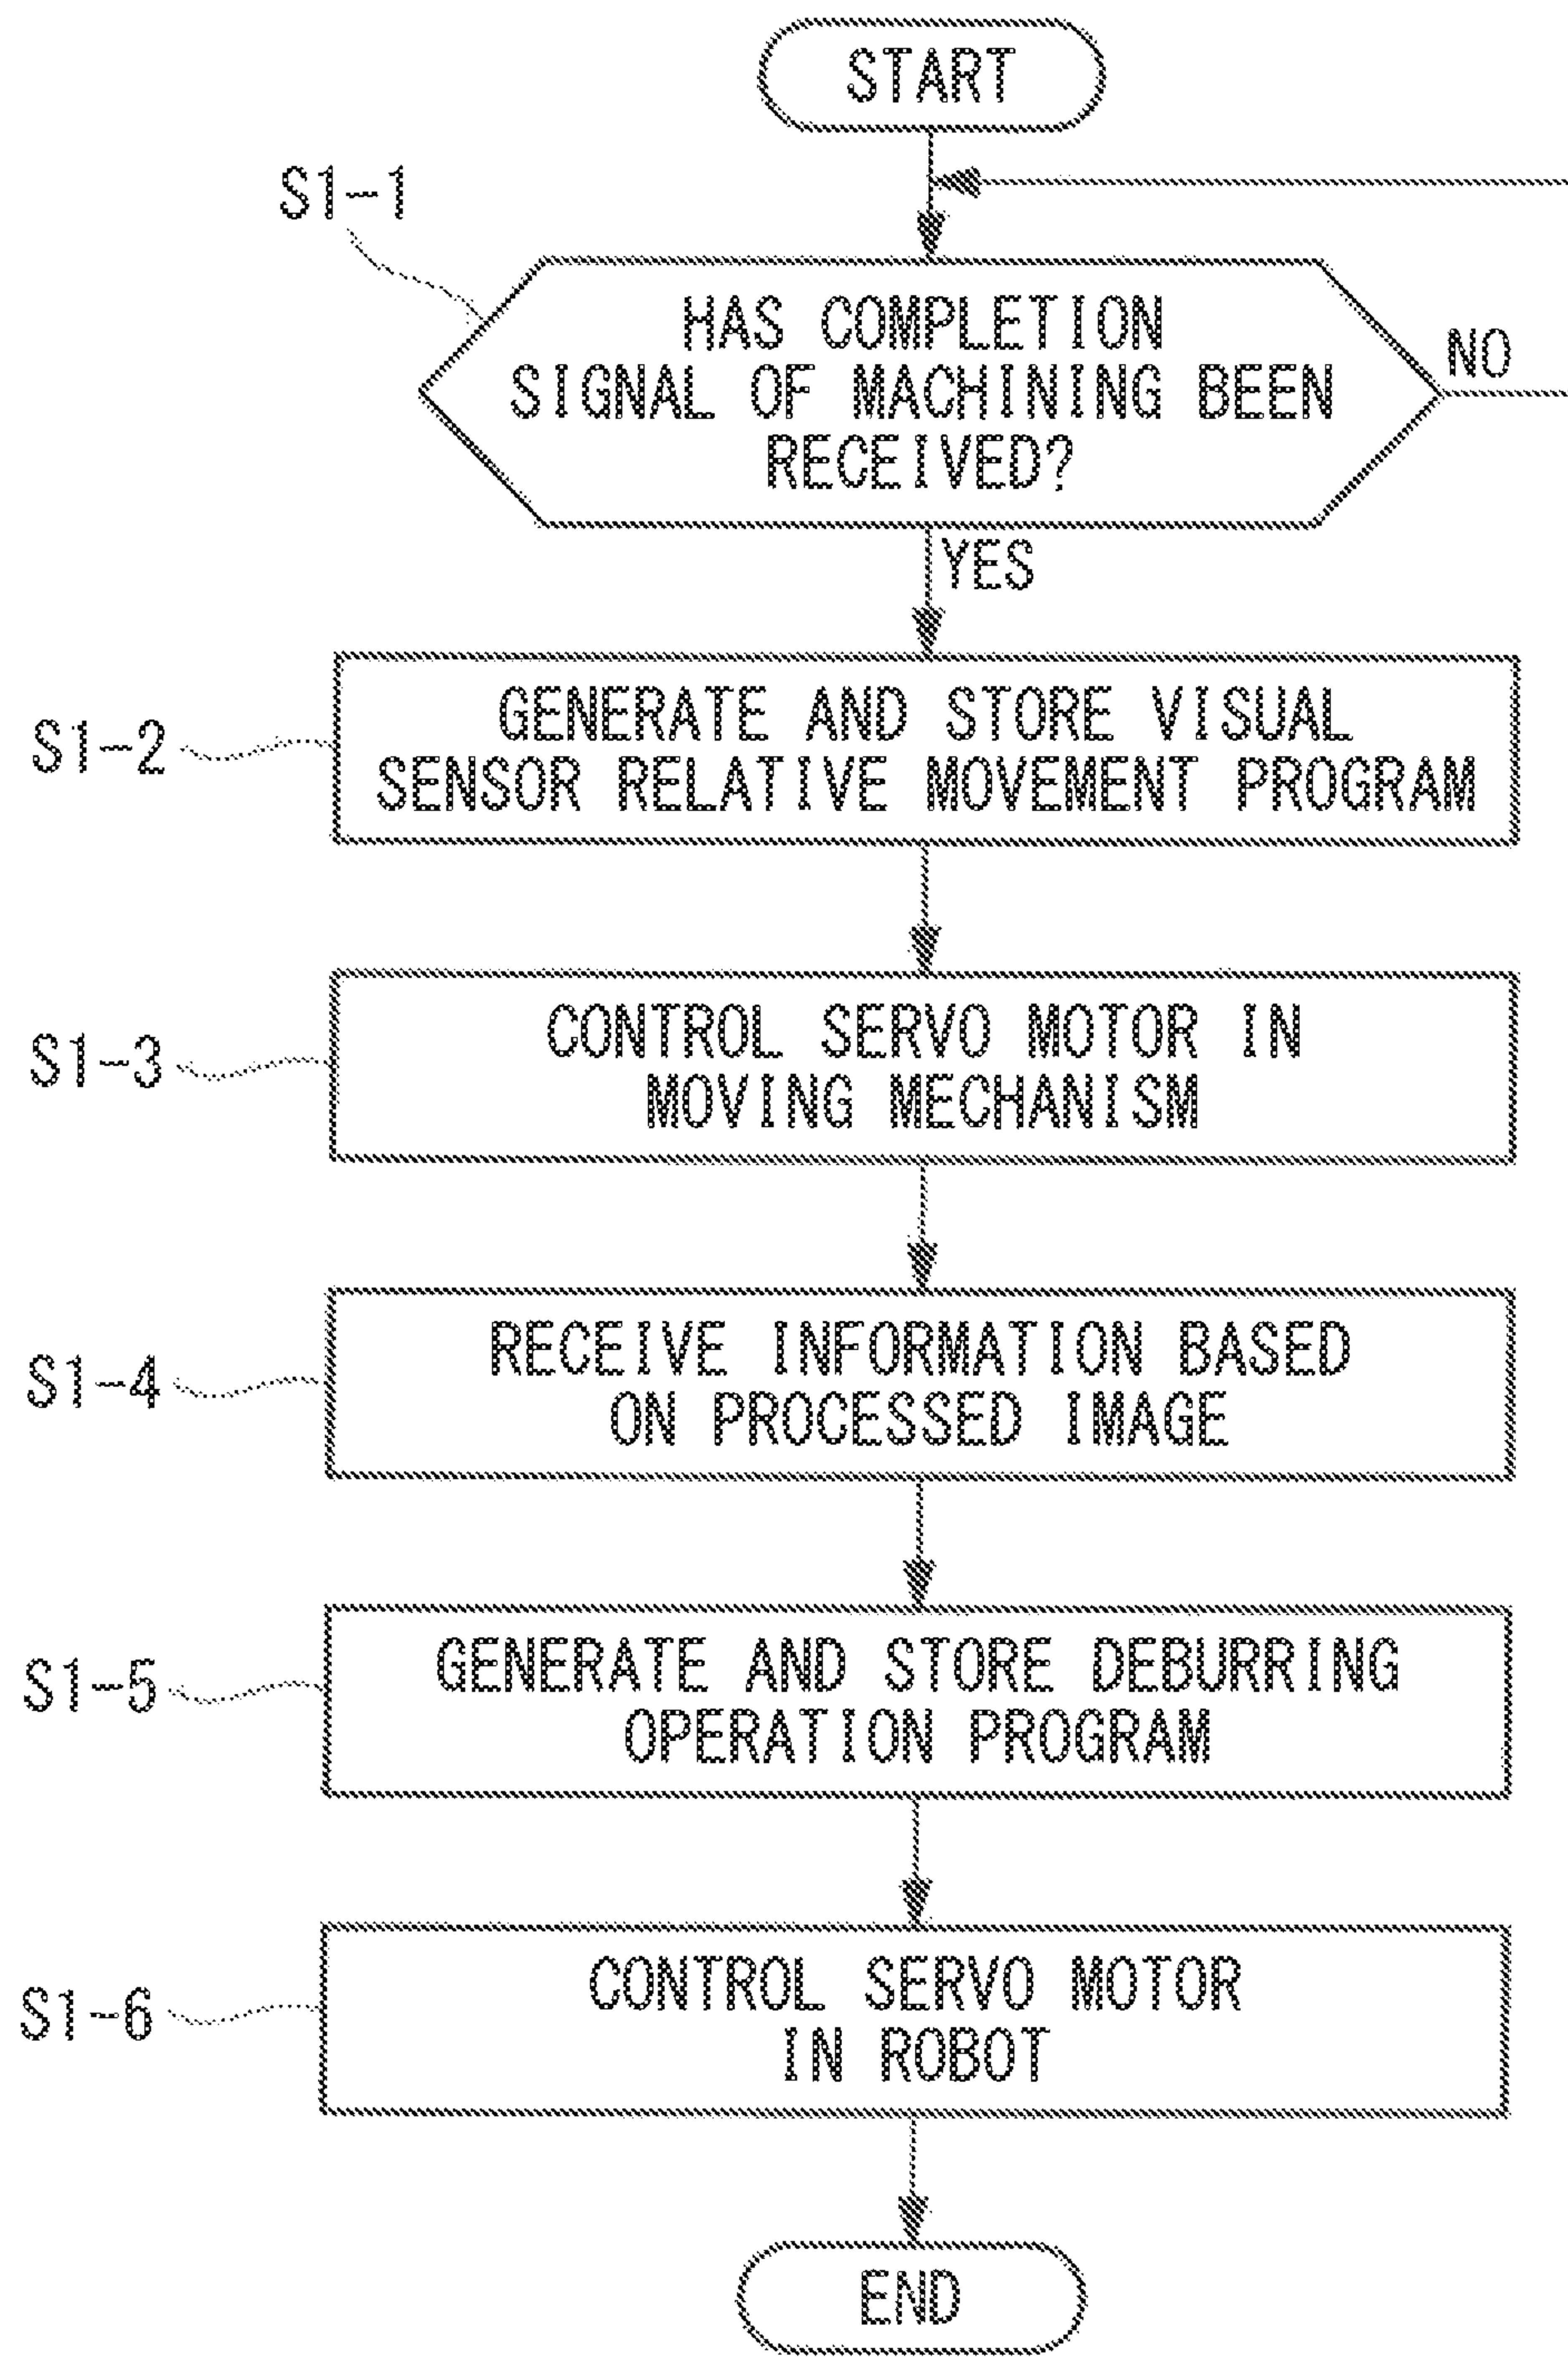 START
S1-1
HAS COMPLETION
SIGNAL OF MACHINING BEEN
RECEIVED?
NO
YES
S1-2
GENERATE AND STORE VISUAL
SENSOR RELATIVE MOVEMENT PROGRAM
S1-3
CONTROL SERVO MOTOR IN
MOVING MECHANISM
S1-4
RECEIVE INFORMATION BASED
ON PROCESSED IMAGE
S1-5
GENERATE AND STORE DEBURRING
OPERATION PROGRAM
S1-6
CONTROL SERVO MOTOR
IN ROBOT
END